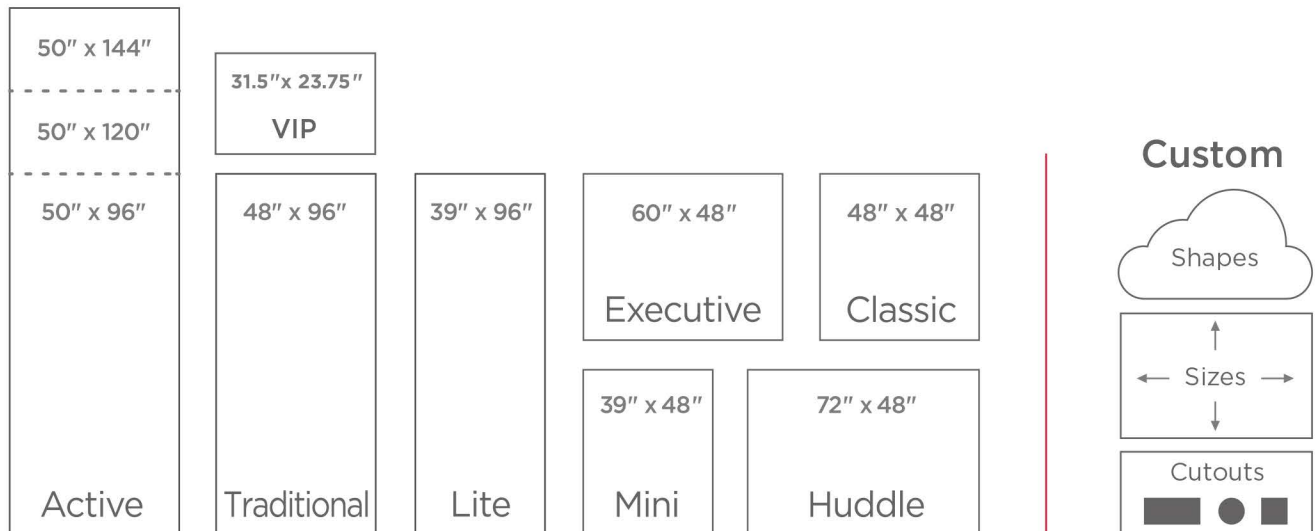 50" x 144"
50" x 120"
50" x 96"
Active
31.5"x 23.75"
VIP
48" x 96"
Traditional
39" x 96"
Lite
60" x 48"
Executive
48" x 48"
Classic
39" x 48"
Mini
72" x 48"
Huddle
Custom
Shapes
Sizes
Cutouts